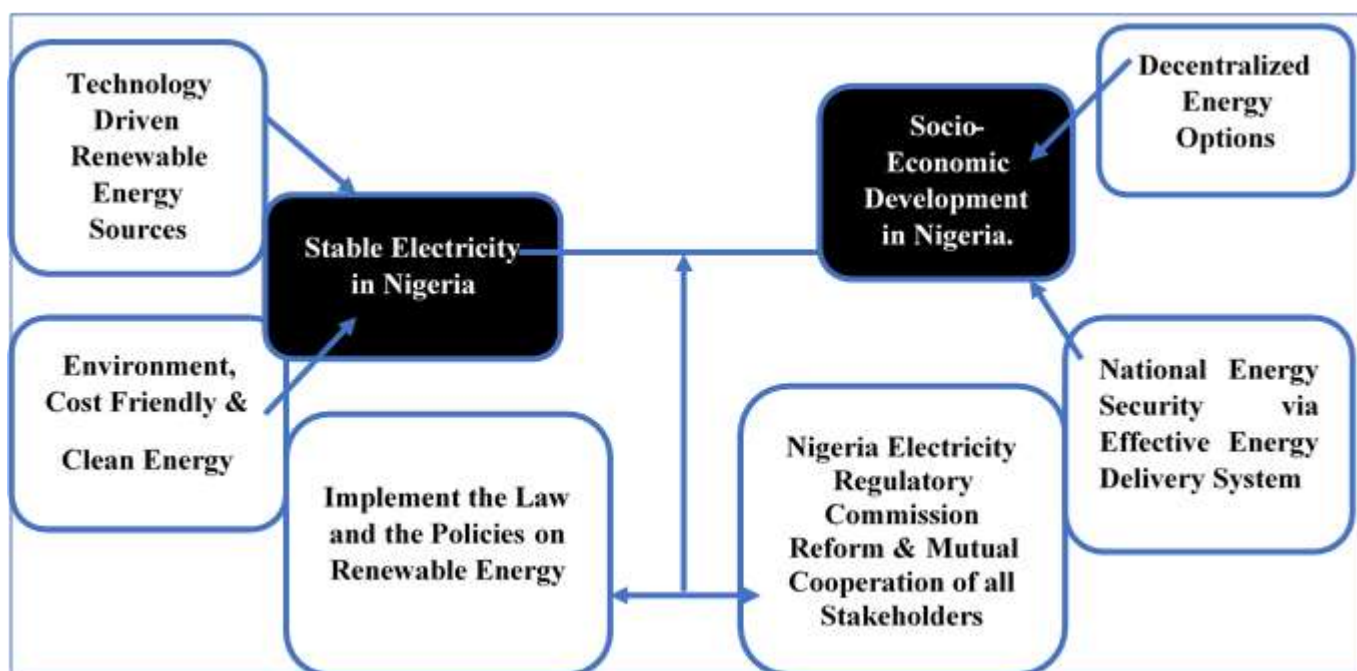 Technology
Driven
Renewable
Energy
Sources
Stable Electricity
in Nigeria
Environment,
Cost Friendly &
Clean Energy
Implement the Law
and the Policies on
Renewable Energy
Socio-
Economic
Development
in Nigeria.
Decentralized
Energy
Options
National Energy
Security via
Effective Energy
Delivery System
Nigeria Electricity
Regulatory
Commission
Reform & Mutual
Cooperation of all
Stakeholders